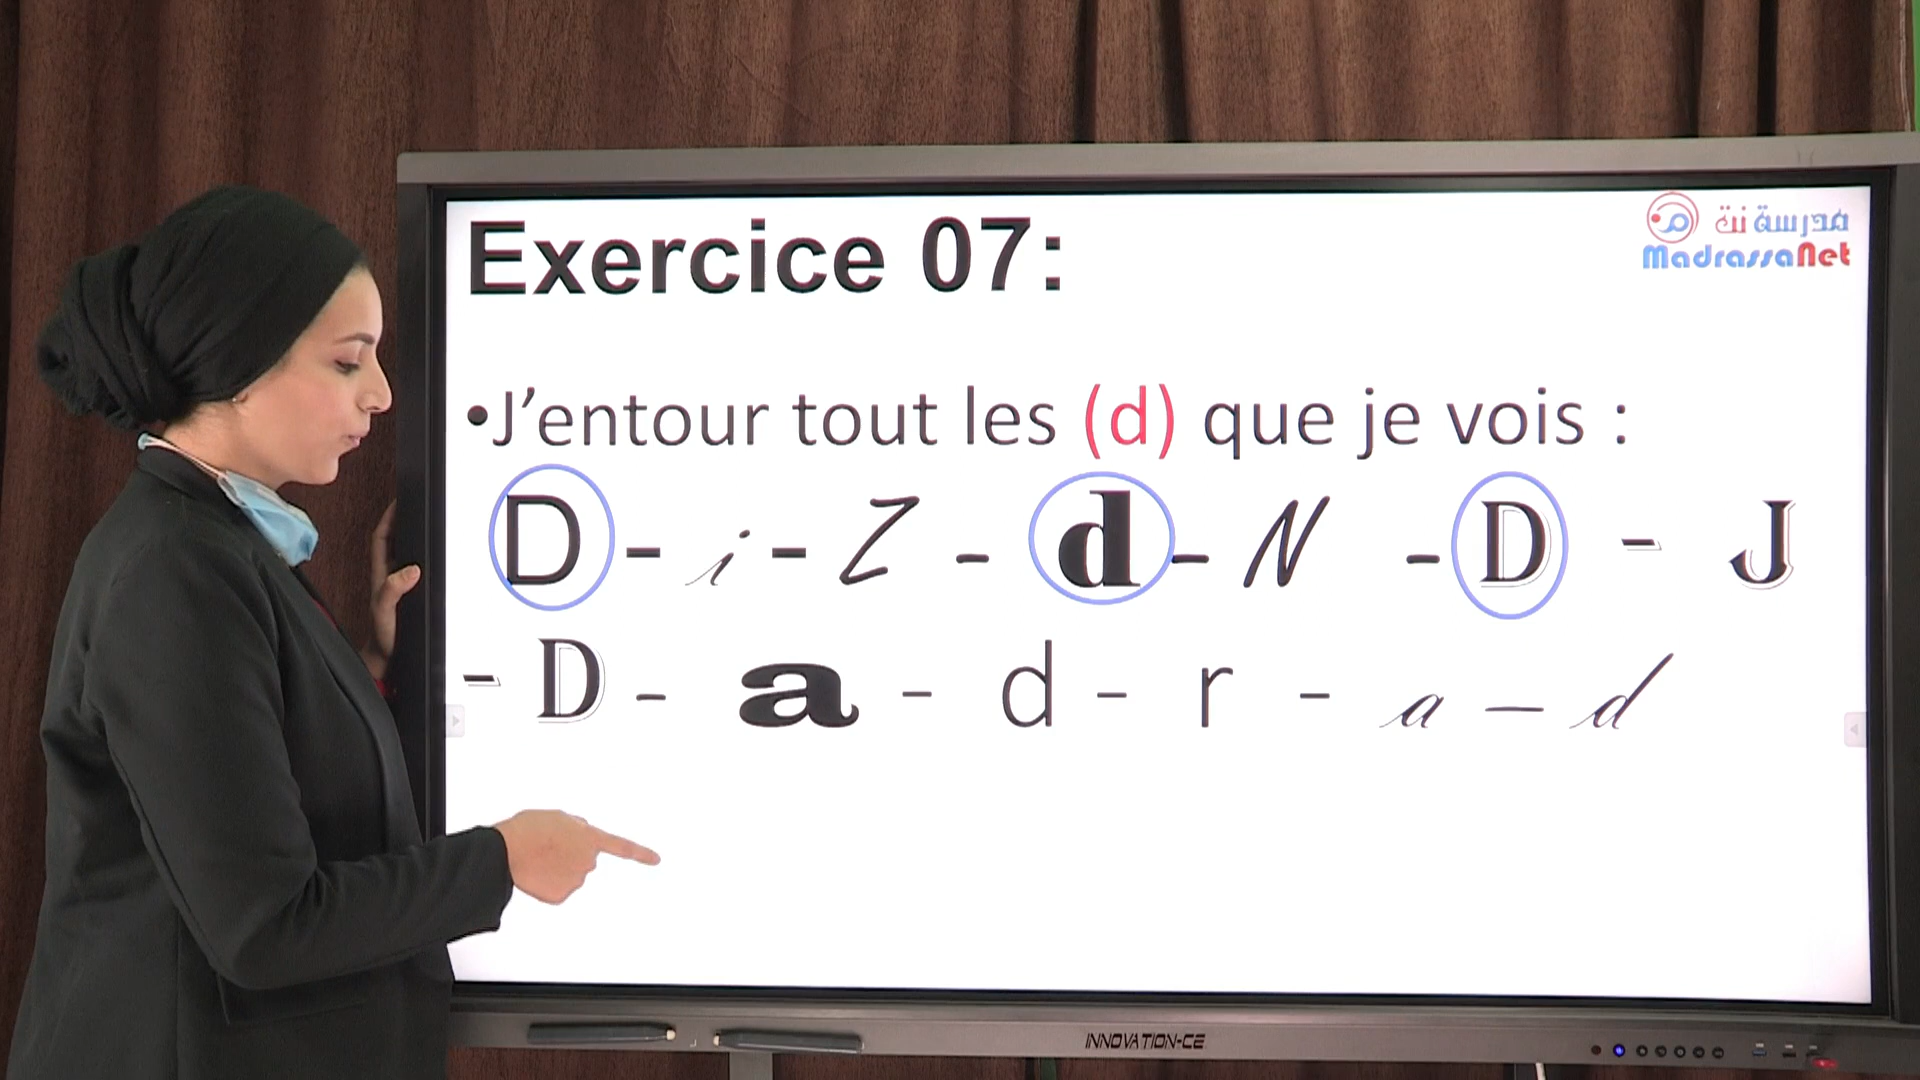 Exercice 07:
مدرسة نت
MadrassaNet
•J’entour tout les (d) que je vois :
D - i - Z - d - N - D - J
- D - a - d - r - a - d
INNOVATION-CE